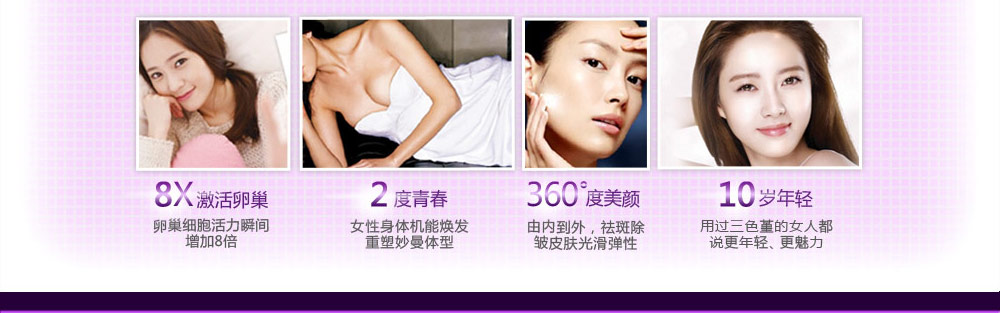 8X激活卵巢
卵巢细胞活力瞬间
增加8倍
2度青春
女性身体机能焕发
重塑妙曼体型
360°度美颜
由内到外，祛斑除
皱皮肤光滑弹性
10岁年轻
用过三色堇的女人都
说更年轻、更魅力